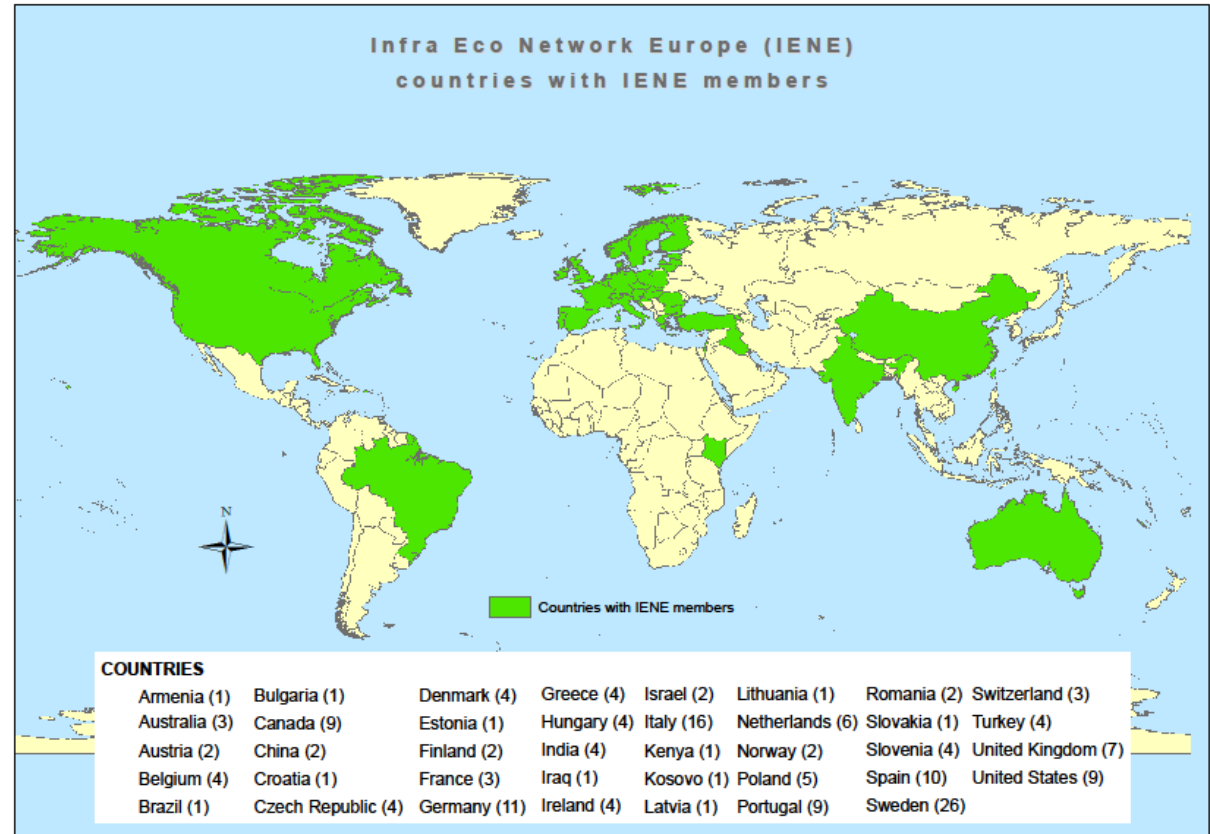 Infra Eco Network Europe (IENE)
countries with IENE members
N
Countries with IENE members
COUNTRIES
Armenia (1) Bulgaria (1) Denmark (4) Greece (4) Israel (2) Lithuania (1) Romania (2) Switzerland (3)
Australia (3) Canada (9) Estonia (1) Hungary (4) Italy (16) Netherlands (6) Slovakia (1) Turkey (4)
Austria (2) China (2) Finland (2) India (4) Kenya (1) Norway (2) Slovenia (4) United Kingdom (7)
Belgium (4) Croatia (1) France (3) Iraq (1) Kosovo (1) Poland (5) Spain (10) United States (9)
Brazil (1) Czech Republic (4) Germany (11) Ireland (4) Latvia (1) Portugal (9) Sweden (26)